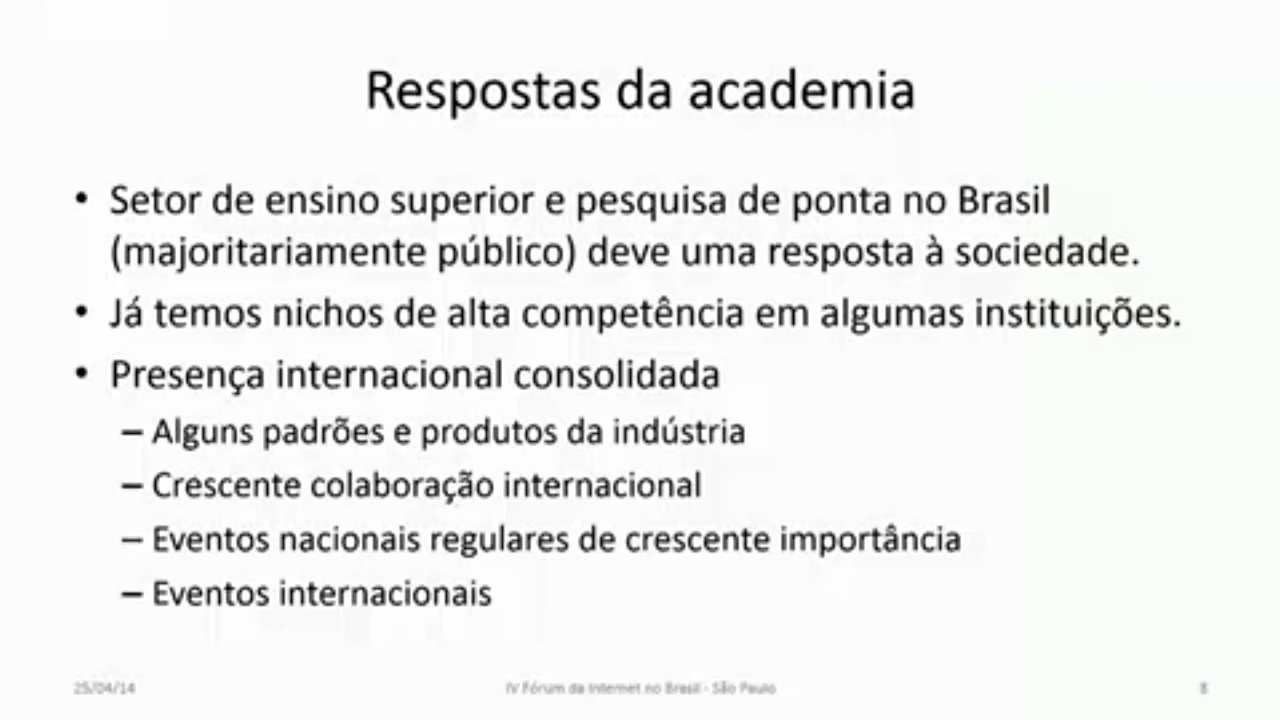 Respostas da academia
• Setor de ensino superior e pesquisa de ponta no Brasil
(majoritariamente público) deve uma resposta à sociedade.
• Já temos nichos de alta competência em algumas instituições.
• Presença internacional consolidada
– Alguns padrões e produtos da indústria
– Crescente colaboração internacional
– Eventos nacionais regulares de crescente importância
– Eventos internacionais
25/04/14 IV Fórum da Internet no Brasil - São Paulo 8